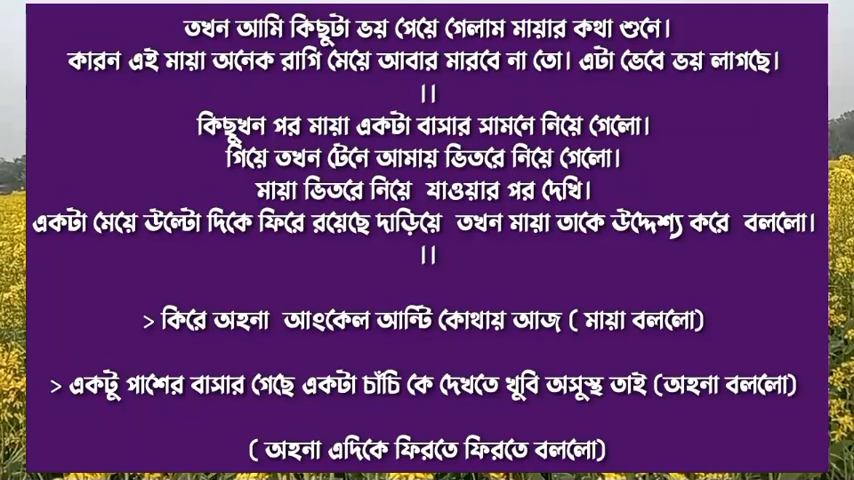 তখন আমি কিছুটা ভয় পেয়ে গেলাম মায়ার কথা শুনে।
কারন এই মায়া অনেক রাগি মেয়ে আবার মারবে না তো। এটা ভেবে ভয় লাগছে।
।।
কিছুখন পর মায়া একটা বাসার সামনে নিয়ে গেলো।
গিয়ে তখন টেনে আমায় ভিতরে নিয়ে গেলো।
মায়া ভিতরে নিয়ে যাওয়ার পর দেখি।
একটা মেয়ে উল্টো দিকে ফিরে রয়েছে দাড়িয়ে তখন মায়া তাকে উদ্দেশ্য করে বললো।
।।
> কিরে অহনা আংকেল আন্টি কোথায় আজ ( মায়া বললো)
> একটু পাশের বাসার গেছে একটা চাঁচি কে দেখতে খুবি অসুস্থ তাই (অহনা বললো)
( অহনা এদিকে ফিরতে ফিরতে বললো)